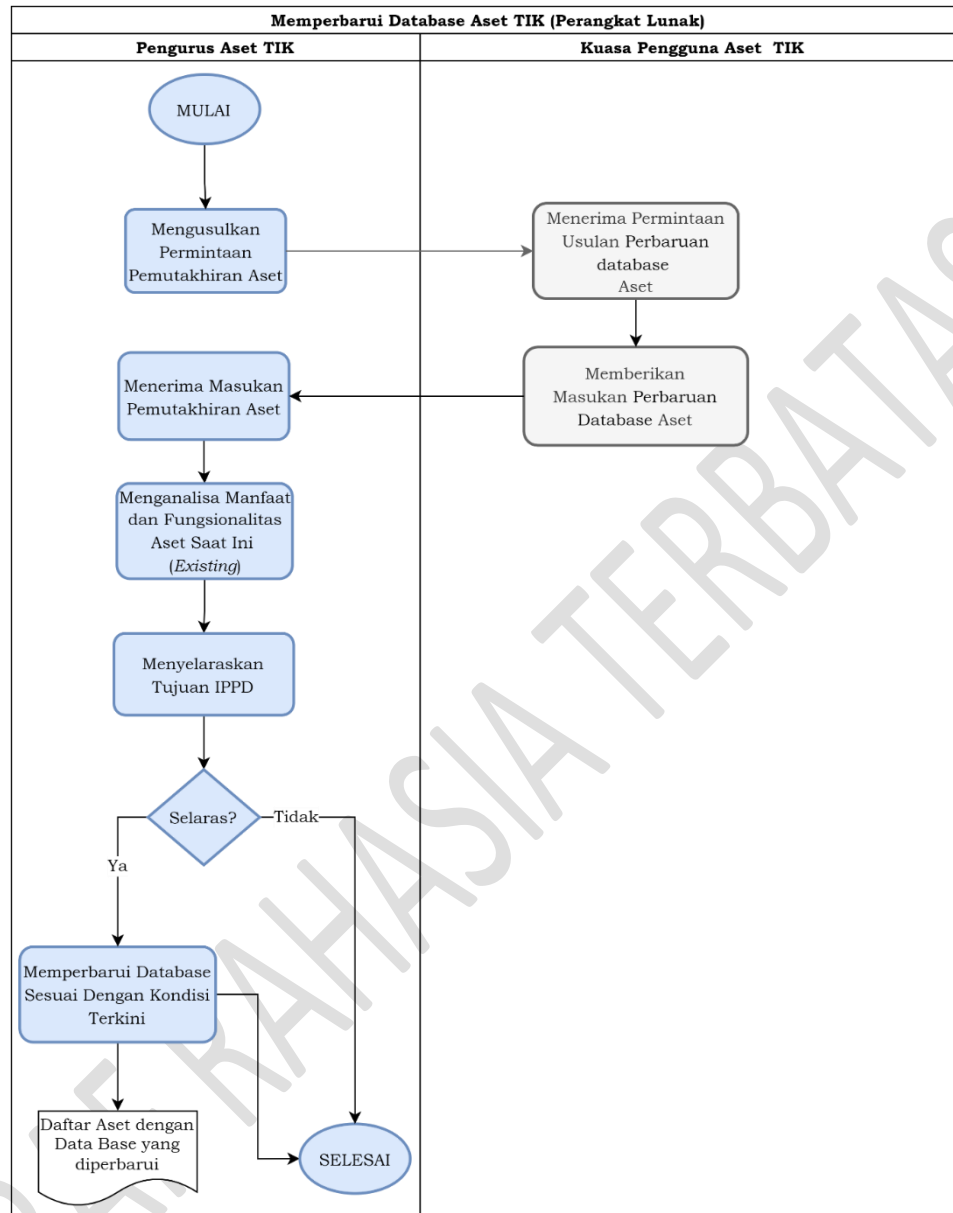 Memperbarui Database Aset TIK (Perangkat Lunak)
Pengurus Aset TIK
Kuasa Pengguna Aset TIK
MULAI
Mengusulkan
Permintaan
Pemutakhiran Aset
Menerima Permintaan
Usulan Perbaruan
database
Aset
Menerima Masukan
Pemutakhiran Aset
Memberikan
Masukan Perbaruan
Database Aset
Menganalisa Manfaat
dan Fungsionalitas
Aset Saat Ini
(Existing)
Menyelaraskan
Tujuan IPPD
Selaras?
Tidak
Ya
Memperbarui Database
Sesuai Dengan Kondisi
Terkini
Daftar Aset dengan
Data Base yang
diperbarui
SELESAI
RAHASIA TERBATAS